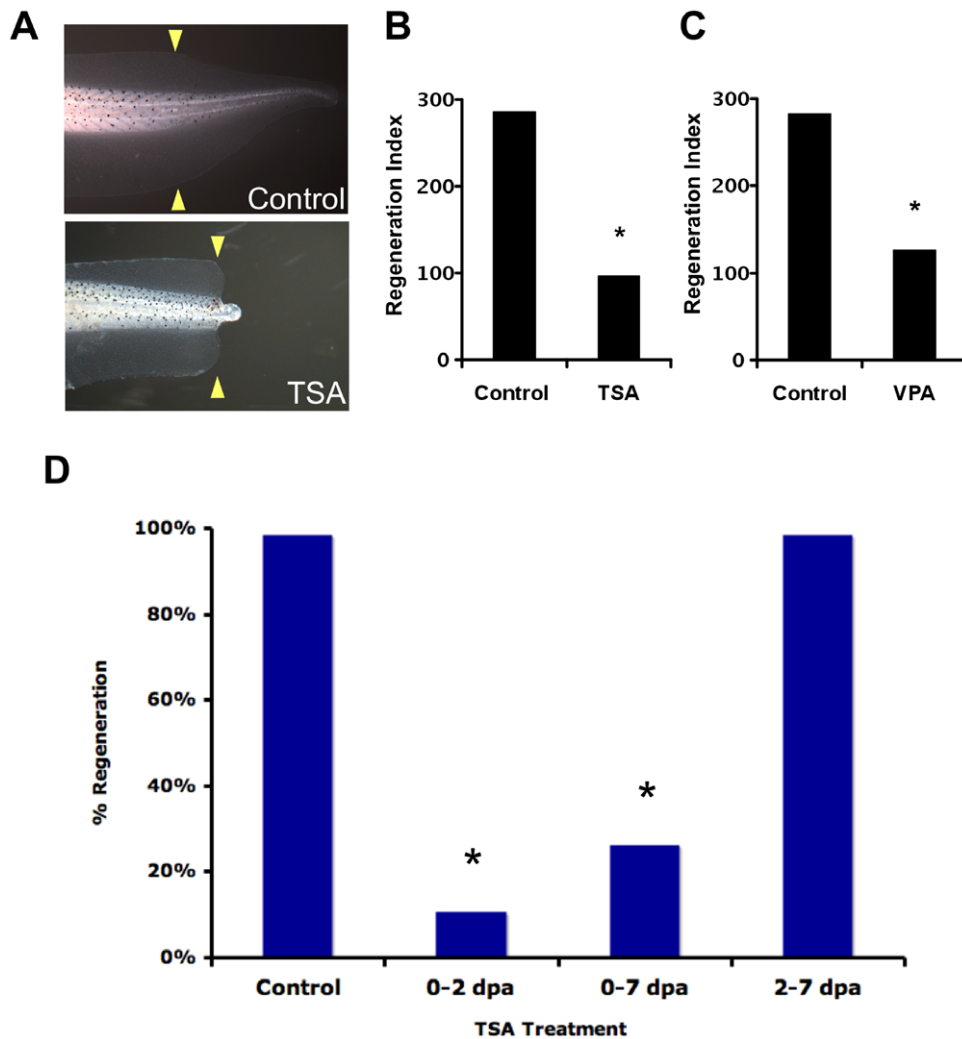 A
Control
TSA
B
Regeneration Index
300
200
100
0
*
Control TSA
C
Regeneration Index
300
200
100
0
*
Control VPA
D
% Regeneration
100%
80%
60%
40%
20%
0%
*
*
Control 0-2 dpa 0-7 dpa 2-7 dpa
TSA Treatment